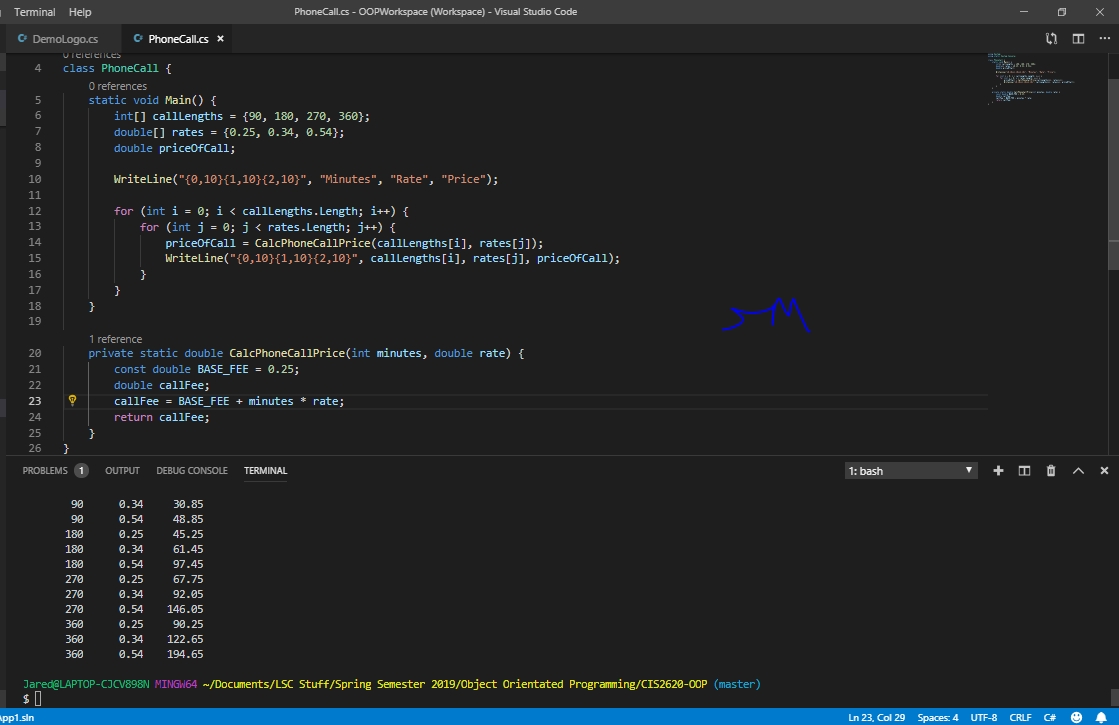 Terminal Help PhoneCall.cs - OOPWorkspace (Workspace) - Visual Studio Code
DemoLogo.cs PhoneCall.cs
0 references
4 class PhoneCall {
0 references
5 static void Main() {
6 int[] callLengths = {90, 180, 270, 360};
7 double[] rates = {0.25, 0.34, 0.54};
8 double priceOfCall;
9
10 WriteLine("{0,10}{1,10}{2,10}", "Minutes", "Rate", "Price");
11
12 for (int i = 0; i < callLengths.Length; i++) {
13 for (int j = 0; j < rates.Length; j++) {
14 priceOfCall = CalcPhoneCallPrice(callLengths[i], rates[j]);
15 WriteLine("{0,10}{1,10}{2,10}", callLengths[i], rates[j], priceOfCall);
16 }
17 }
18 }
19
1 reference
20 private static double CalcPhoneCallPrice(int minutes, double rate) {
21 const double BASE_FEE = 0.25;
22 double callFee;
23 callFee = BASE_FEE + minutes * rate;
24 return callFee;
25 }
26 }
PROBLEMS 1 OUTPUT DEBUG CONSOLE TERMINAL 1: bash
90 0.34 30.85
90 0.54 48.85
180 0.25 45.25
180 0.34 61.45
180 0.54 97.45
270 0.25 67.75
270 0.34 92.05
270 0.54 146.05
360 0.25 90.25
360 0.34 122.65
360 0.54 194.65
Jared@LAPTOP-CJCV898N MINGW64 ~/Documents/LSC Stuff/Spring Semester 2019/Object Orientated Programming/CIS2620-OOP (master)
$
App1.sln Ln 23, Col 29 Spaces: 4 UTF-8 CRLF C#